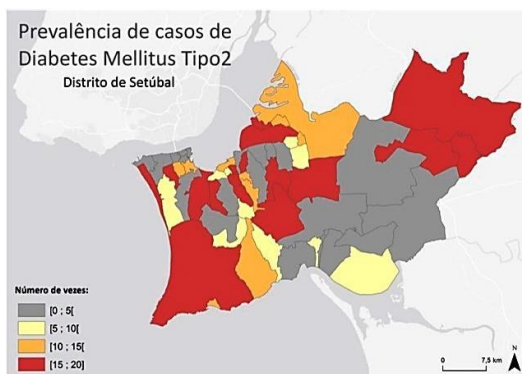 Prevalência de casos de
Diabetes Mellitus Tipo2
Distrito de Setúbal
Número de vezes:
[0 ; 5[
[5 ; 10[
[10 ; 15[
[15 ; 20]
N
0 7,5 km